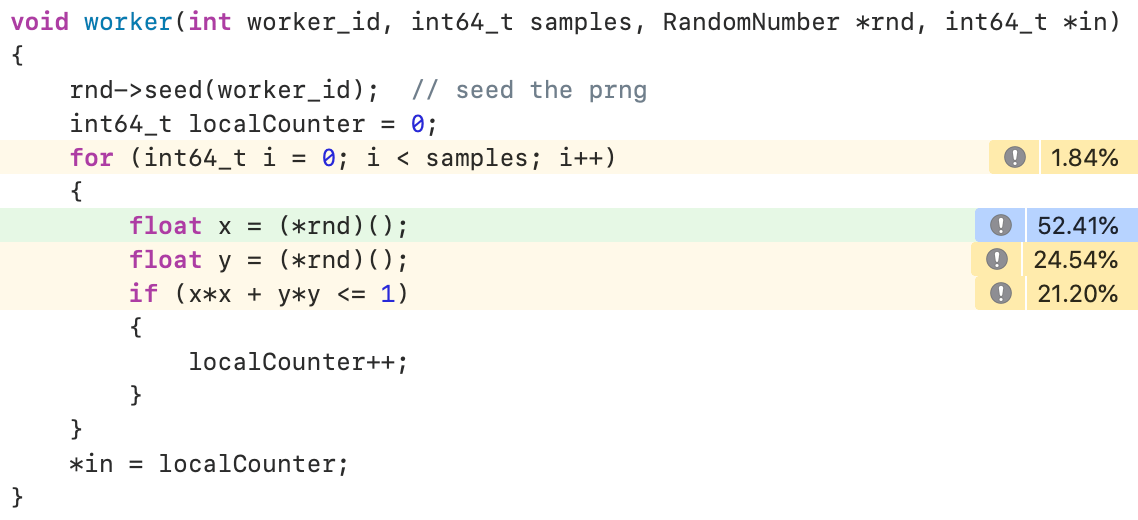 void worker(int worker_id, int64_t samples, RandomNumber *rnd, int64_t *in)
{
    rnd->seed(worker_id);  // seed the prng
    int64_t localCounter = 0;
    for (int64_t i = 0; i < samples; i++) 1.84%
    {
        float x = (*rnd)(); 52.41%
        float y = (*rnd)(); 24.54%
        if (x*x + y*y <= 1) 21.20%
        {
            localCounter++;
        }
    }
    *in = localCounter;
}